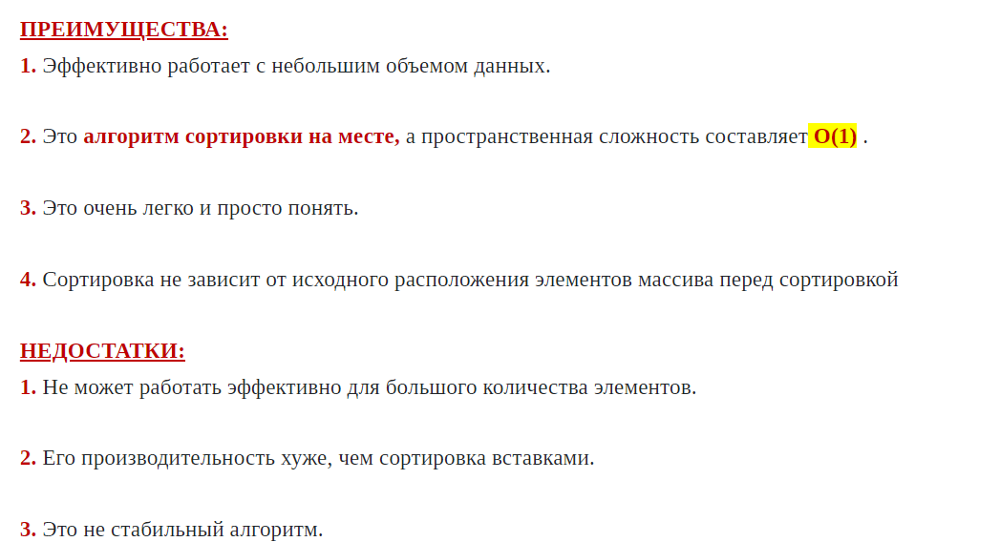 ПРЕИМУЩЕСТВА:
1. Эффективно работает с небольшим объемом данных.
2. Это алгоритм сортировки на месте, а пространственная сложность составляет O(1) .
3. Это очень легко и просто понять.
4. Сортировка не зависит от исходного расположения элементов массива перед сортировкой
НЕДОСТАТКИ:
1. Не может работать эффективно для большого количества элементов.
2. Его производительность хуже, чем сортировка вставками.
3. Это не стабильный алгоритм.